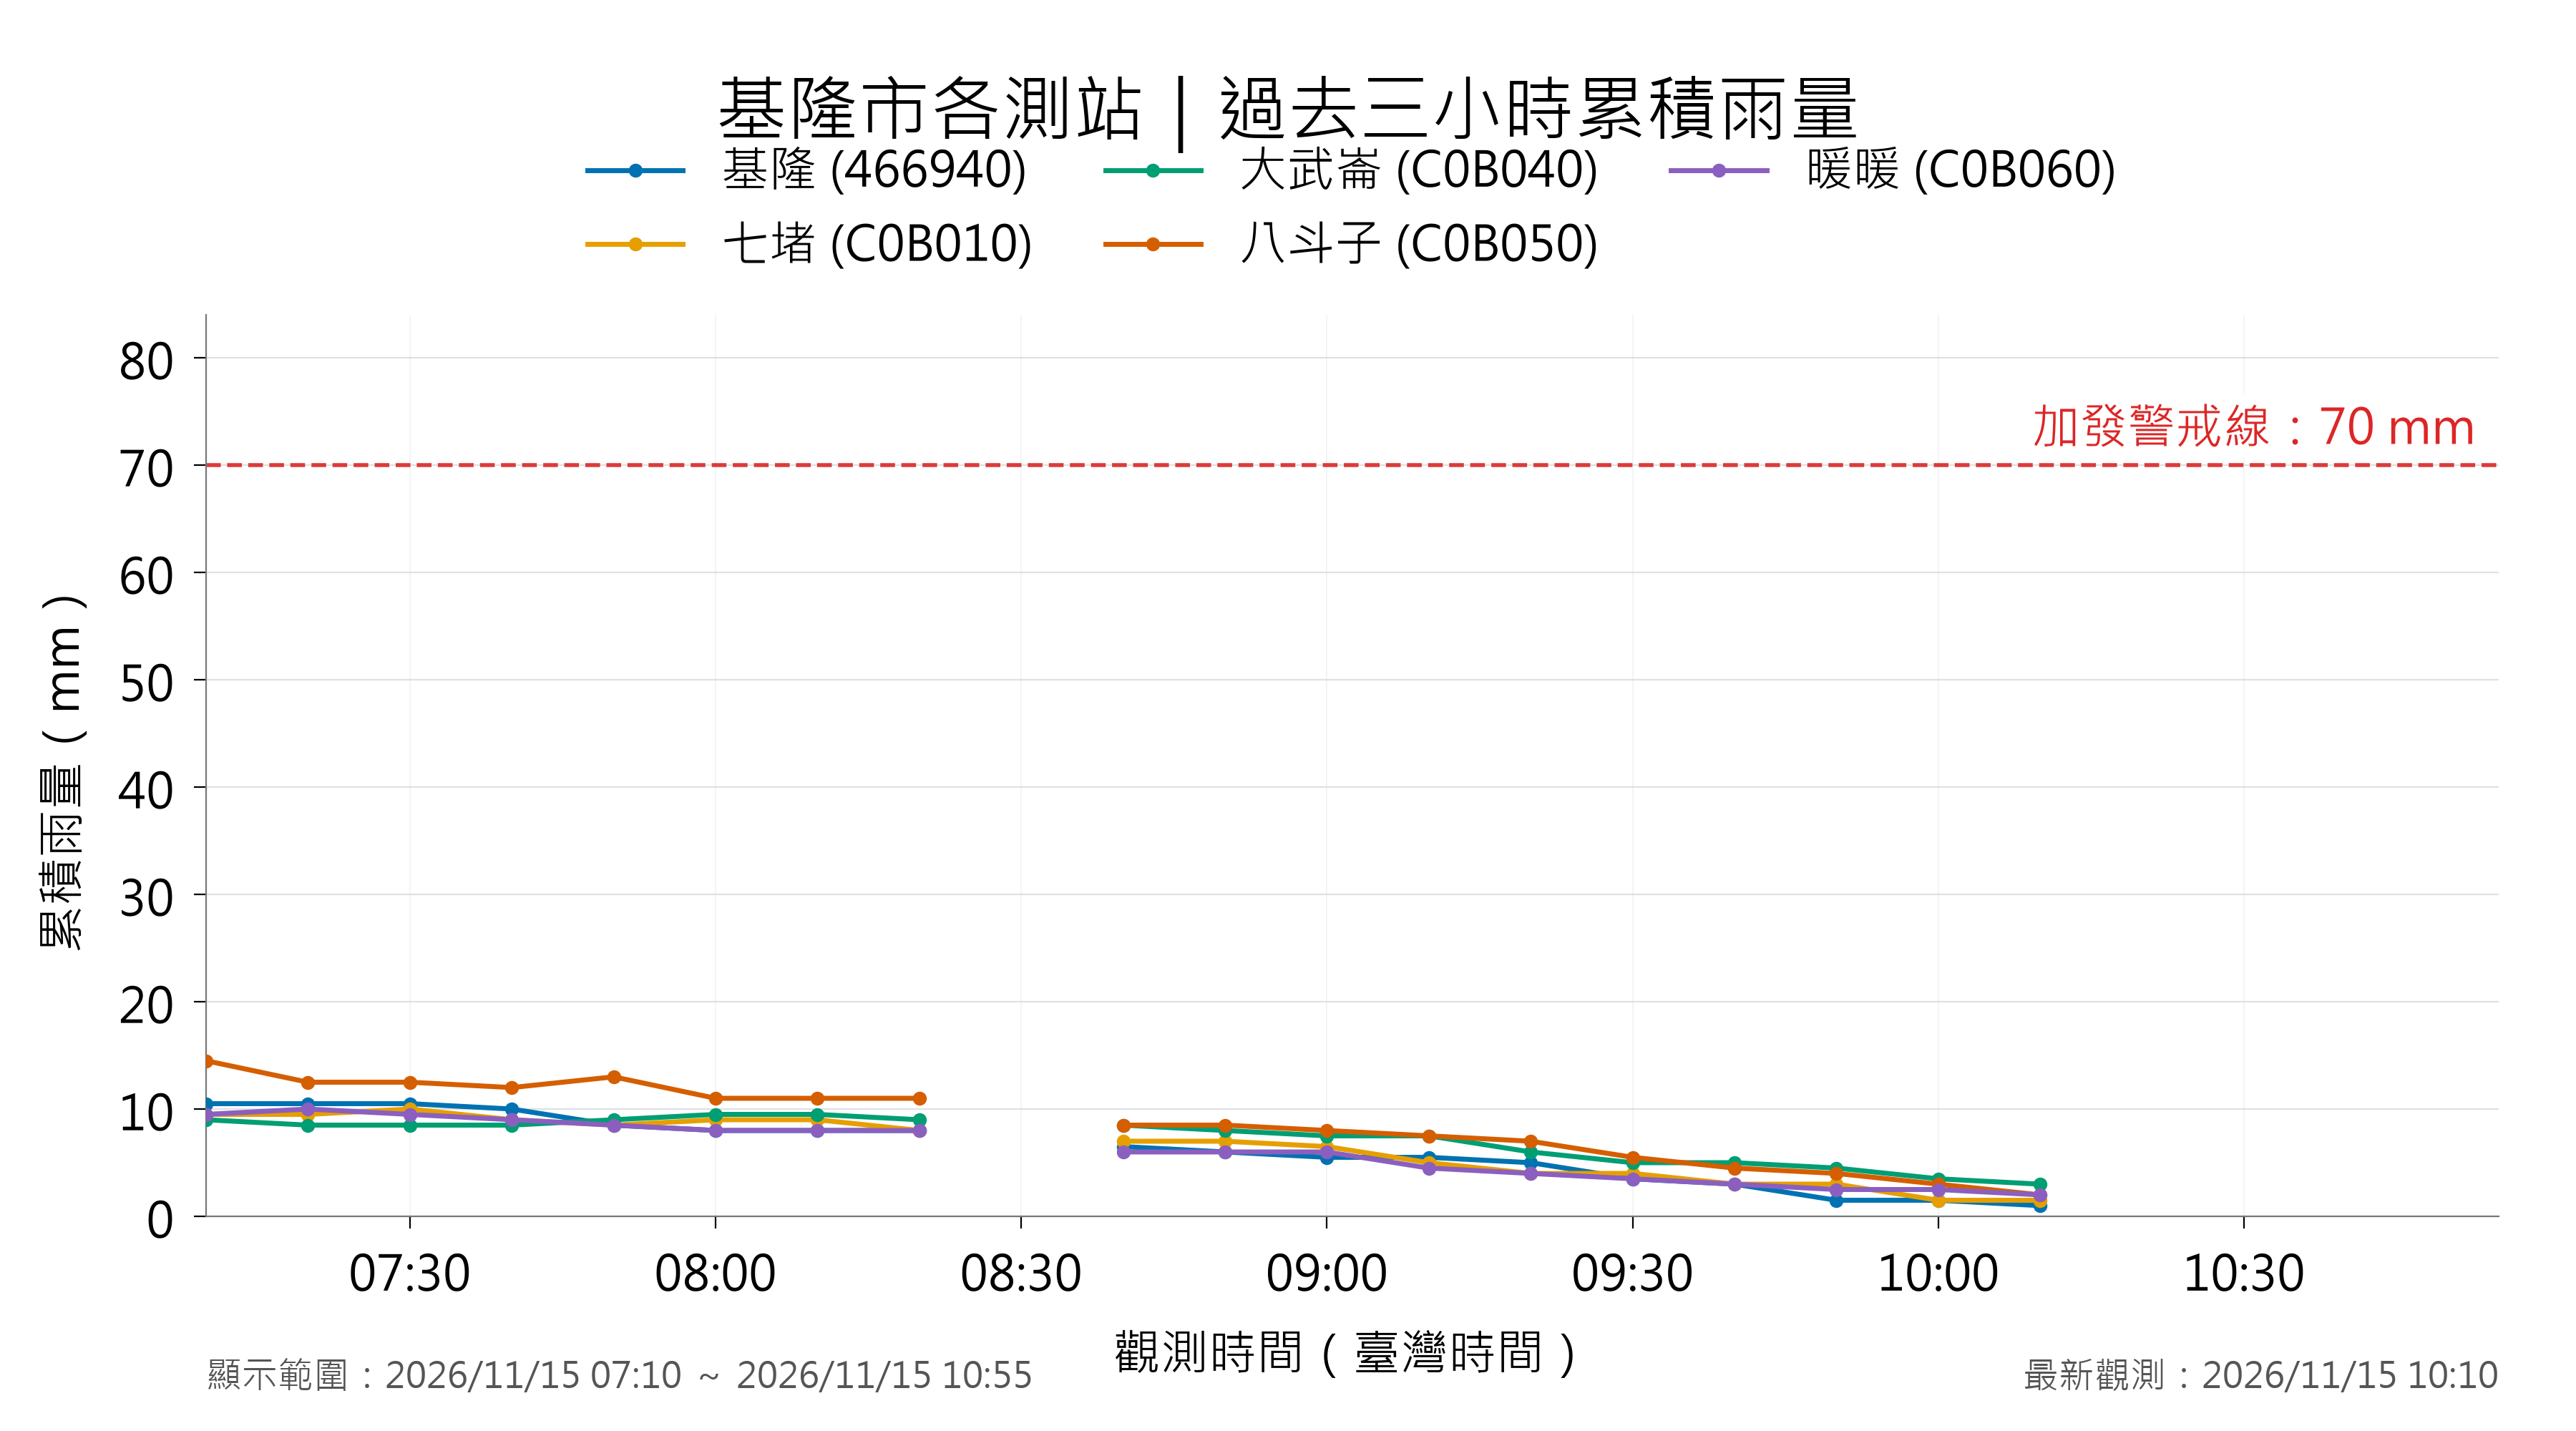 基隆市各測站｜過去三小時累積雨量
基隆 (466940)
大武崙 (C0B040)
暖暖 (C0B060)
七堵 (C0B010)
八斗子 (C0B050)
加發警戒線：70 mm
累積雨量（mm）
80
70
60
50
40
30
20
10
0
07:30
08:00
08:30
09:00
09:30
10:00
10:30
觀測時間（臺灣時間）
顯示範圍：2026/11/15 07:10 ~ 2026/11/15 10:55
最新觀測：2026/11/15 10:10